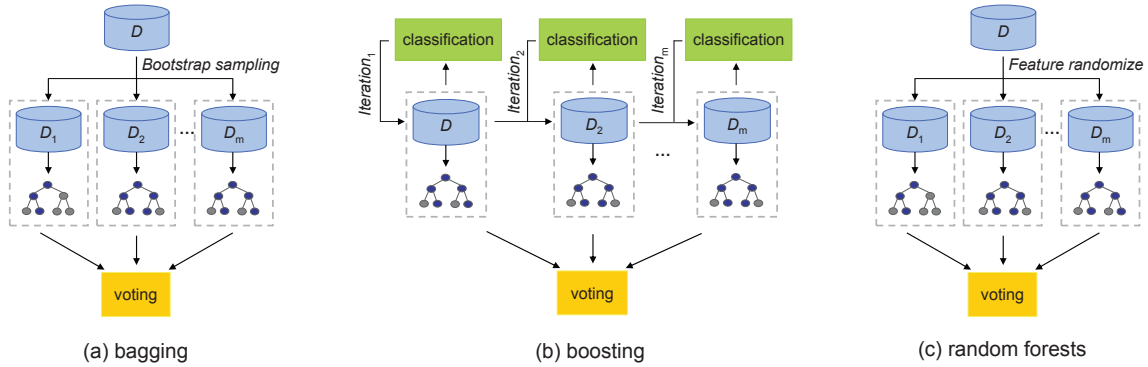 D
Bootstrap sampling
D1
D2
...
Dm
voting
(a) bagging
classification
classification
classification
Iteration1
Iteration2
Iterationm
D
D2
Dm
...
voting
(b) boosting
D
Feature randomize
D1
D2
...
Dm
voting
(c) random forests